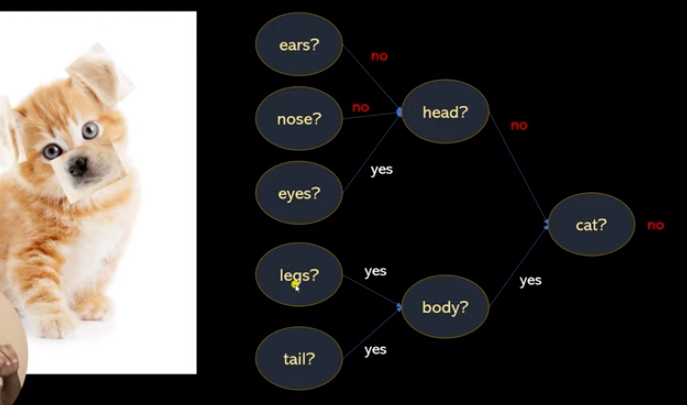 ears?
no
nose?
no
head?
no
eyes?
yes
cat?
no
legs?
yes
body?
yes
tail?
yes